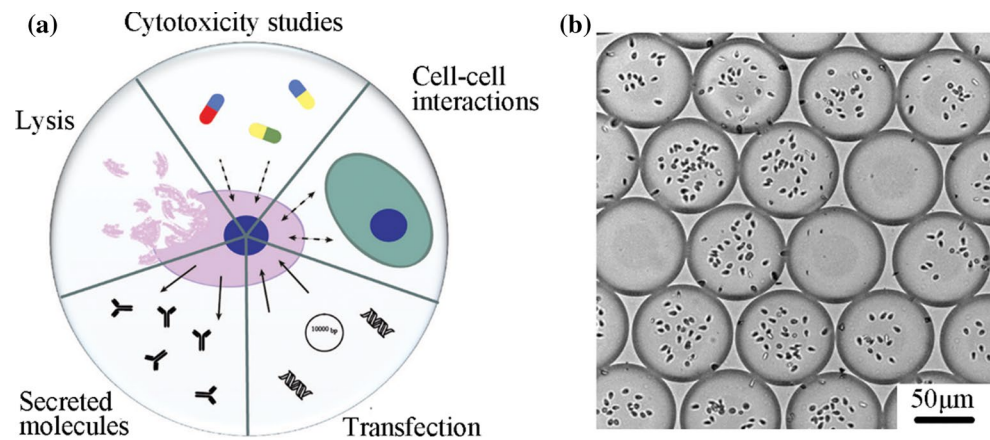 (a)
Cytotoxicity studies
Cell-cell
interactions
Lysis
10000 bp
Secreted
molecules
Transfection
(b)
50μm